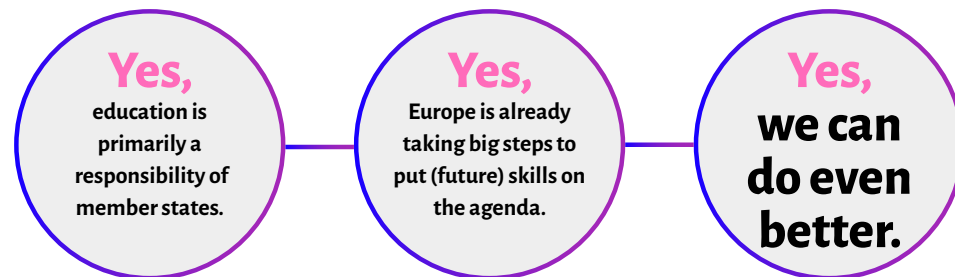 Yes,
education is
primarily a
responsibility of
member states.
Yes,
Europe is already
taking big steps to
put (future) skills on
the agenda.
Yes,
we can
do even
better.